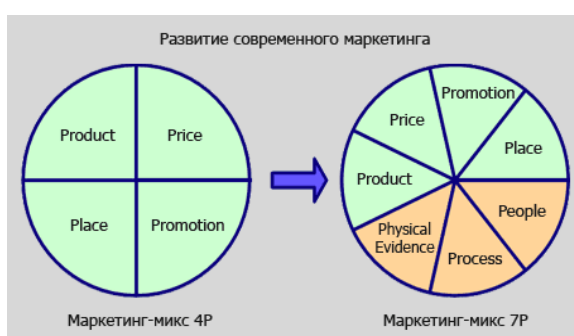 Развитие современного маркетинга
Product
Price
Place
Promotion
Маркетинг-микс 4P
Promotion
Price
Place
Product
People
Physical
Evidence
Process
Маркетинг-микс 7P